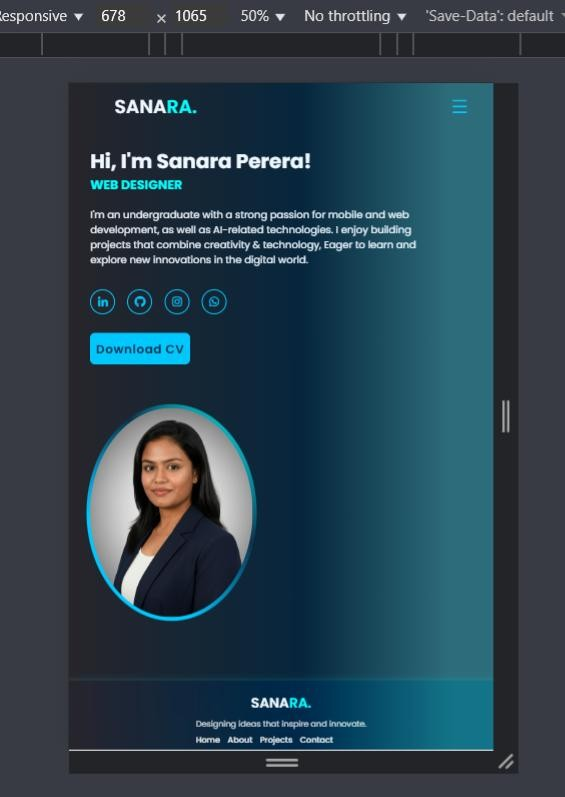 Responsive ▼ 678 × 1065 50% ▼ No throttling ▼ 'Save-Data': default
SANARA.
Hi, I'm Sanara Perera!
WEB DESIGNER
I'm an undergraduate with a strong passion for mobile and web
development, as well as AI-related technologies. I enjoy building
projects that combine creativity & technology, Eager to learn and
explore new innovations in the digital world.
in
Download CV
SANARA.
Designing ideas that inspire and innovate.
Home About Projects Contact